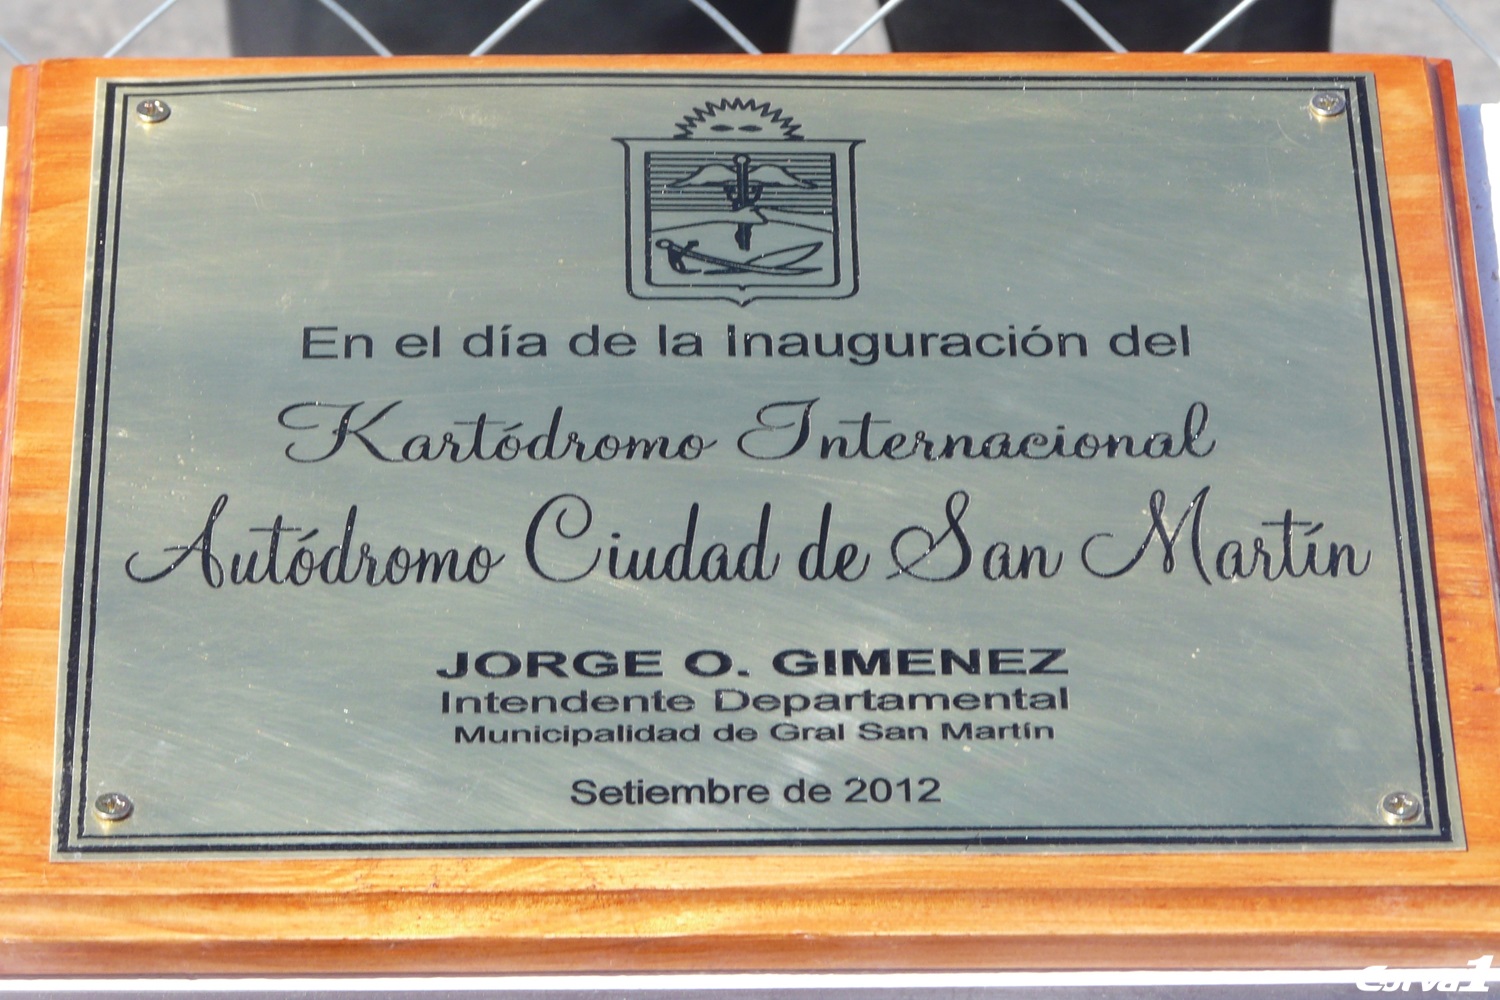 En el día de la Inauguración del
Kartódromo Internacional
Autódromo Ciudad de San Martín
JORGE O. GIMENEZ
Intendente Departamental
Municipalidad de Gral San Martín
Setiembre de 2012
Curva1